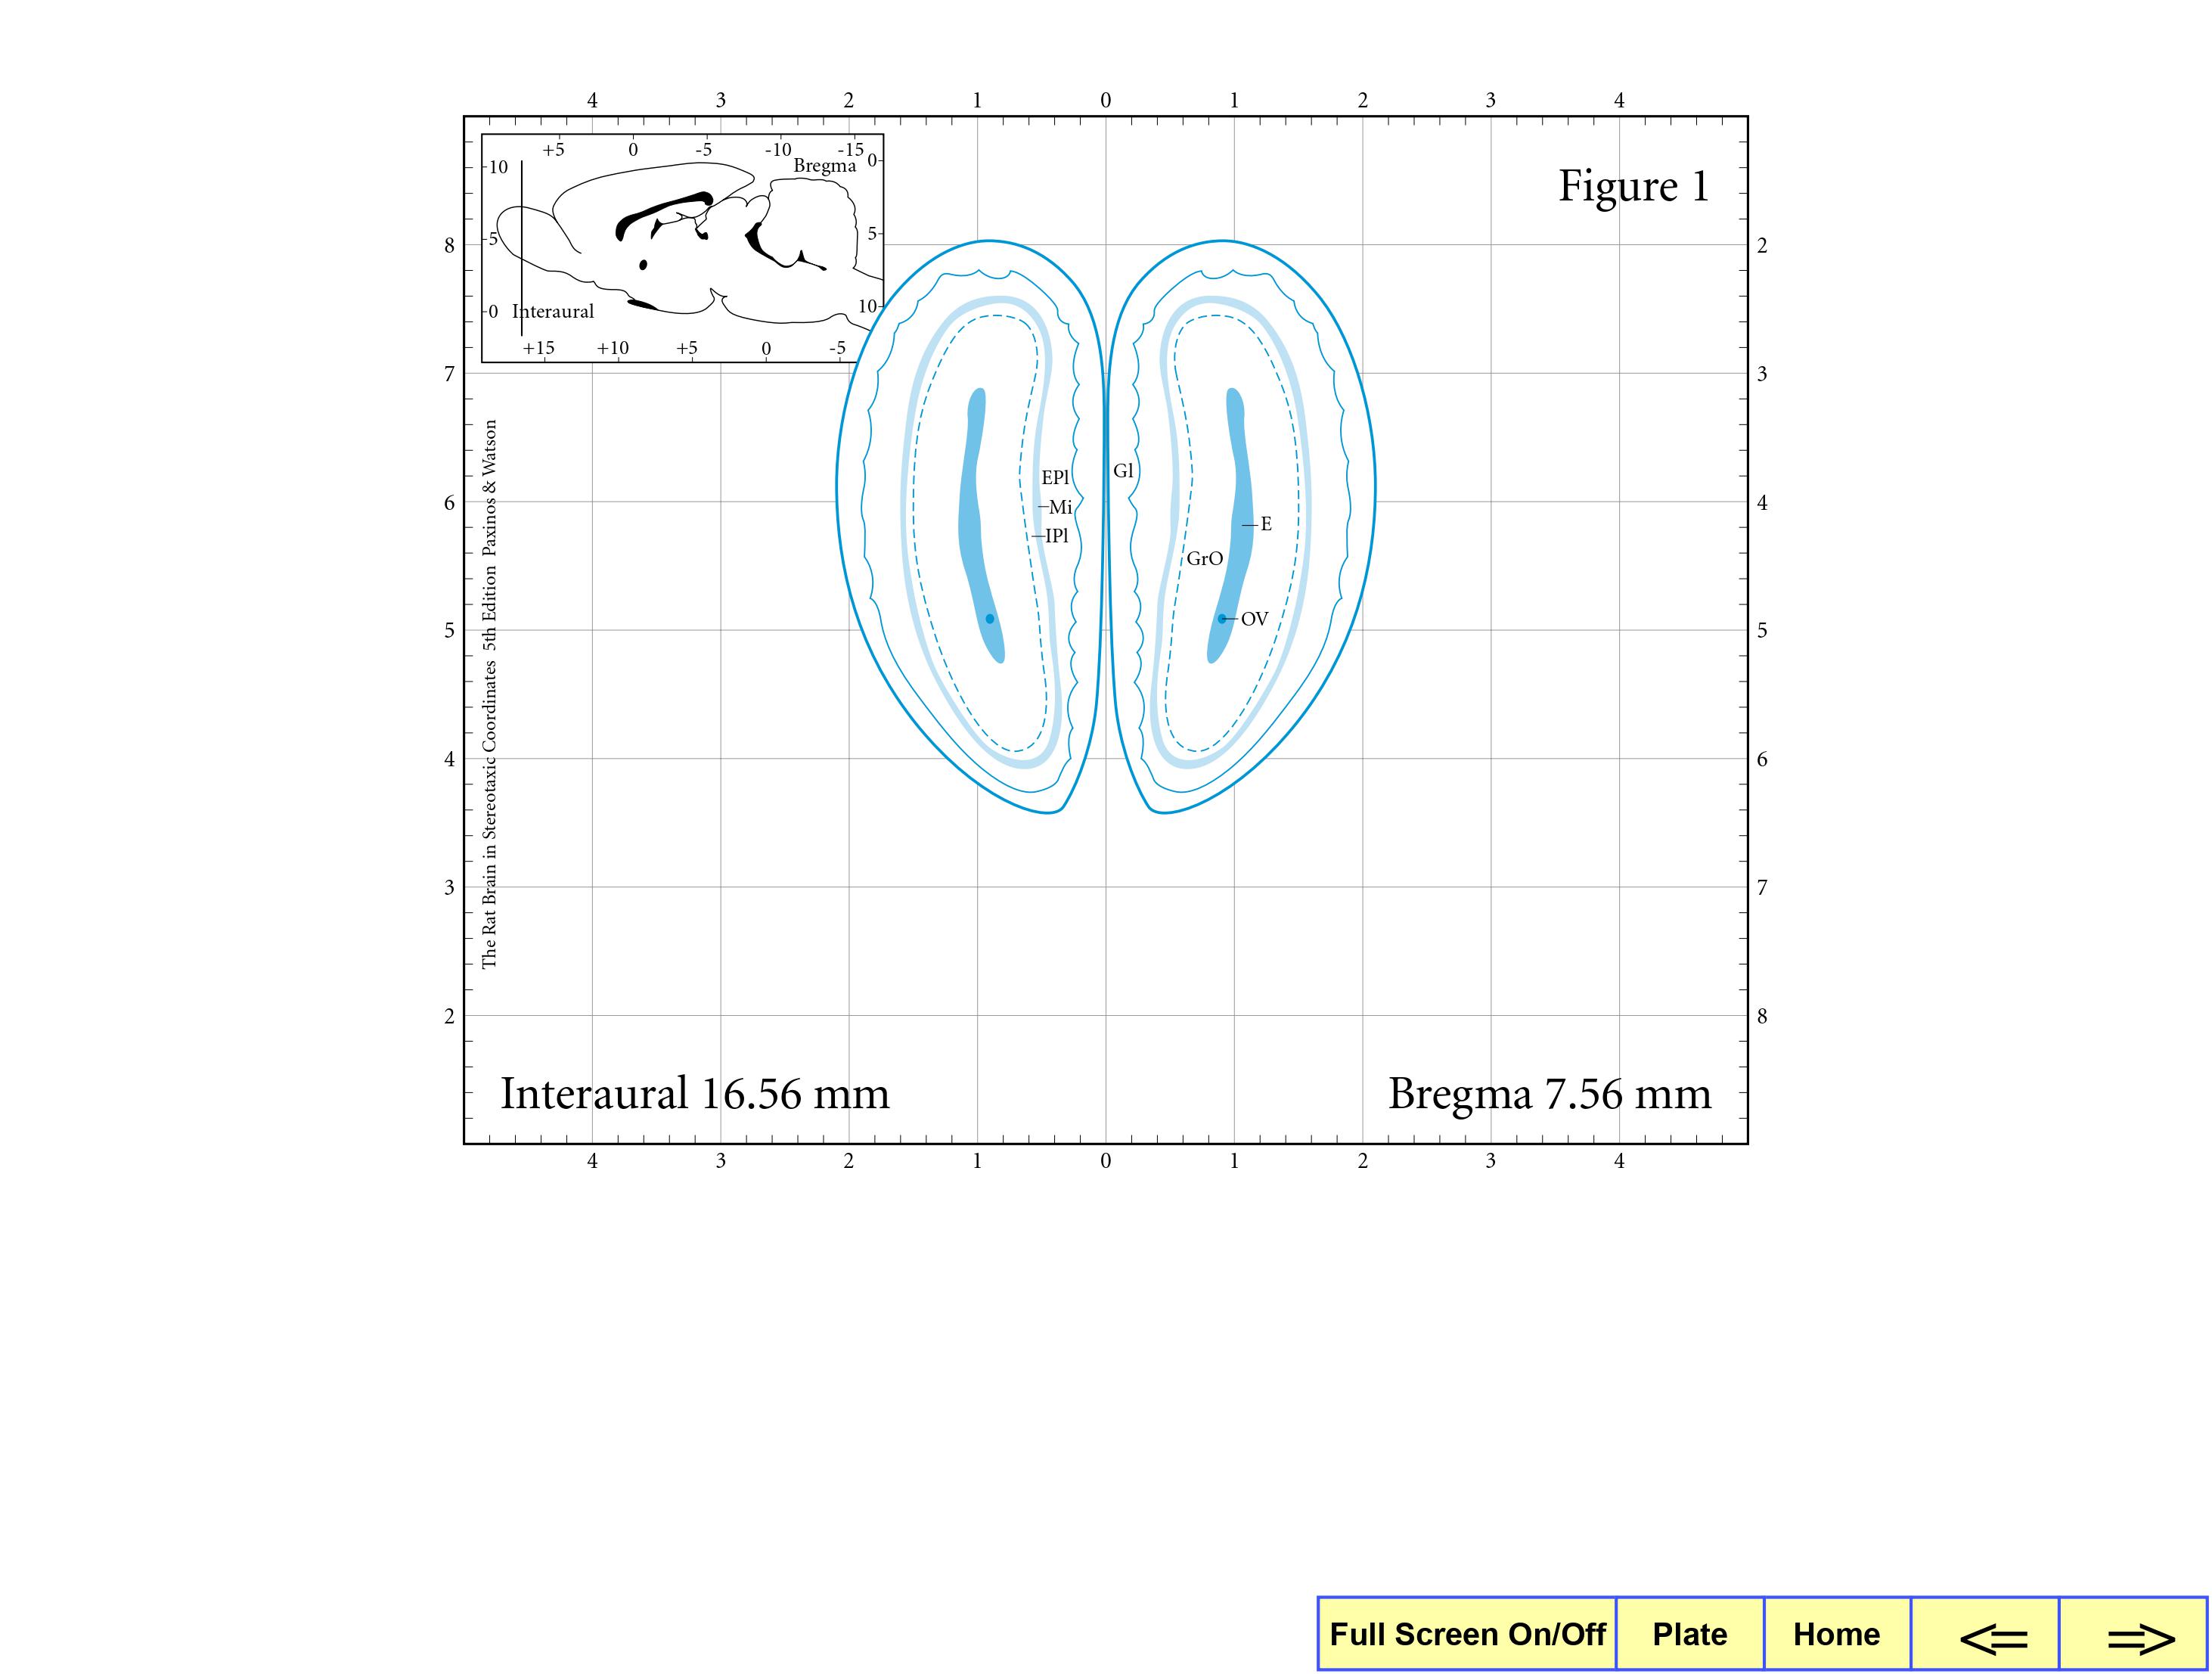 4 3 2 1 0 1 2 3 4
+5 0 -5 -10 -15
Bregma
0
10
5
5
0
Interaural
10
+15 +10 +5 0 -5
Figure 1
8 2
7 3
6 4
5 5
4 6
3 7
2 8
The Rat Brain in Stereotaxic Coordinates 5th Edition Paxinos & Watson
EPl
Gl
Mi
IPl
E
GrO
OV
Interaural 16.56 mm
Bregma 7.56 mm
4 3 2 1 0 1 2 3 4
Full Screen On/Off Plate Home <= =>